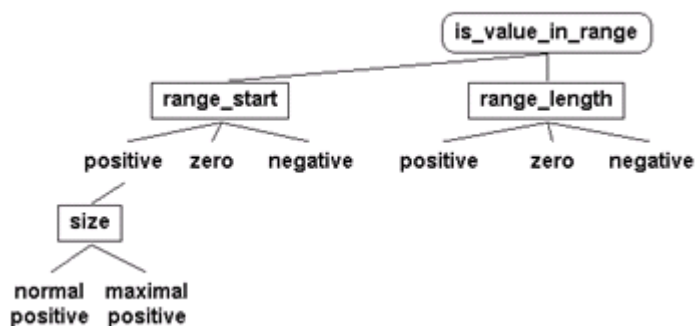 is_value_in_range
range_start
range_length
positive zero negative
positive zero negative
size
normal positive
maximal positive